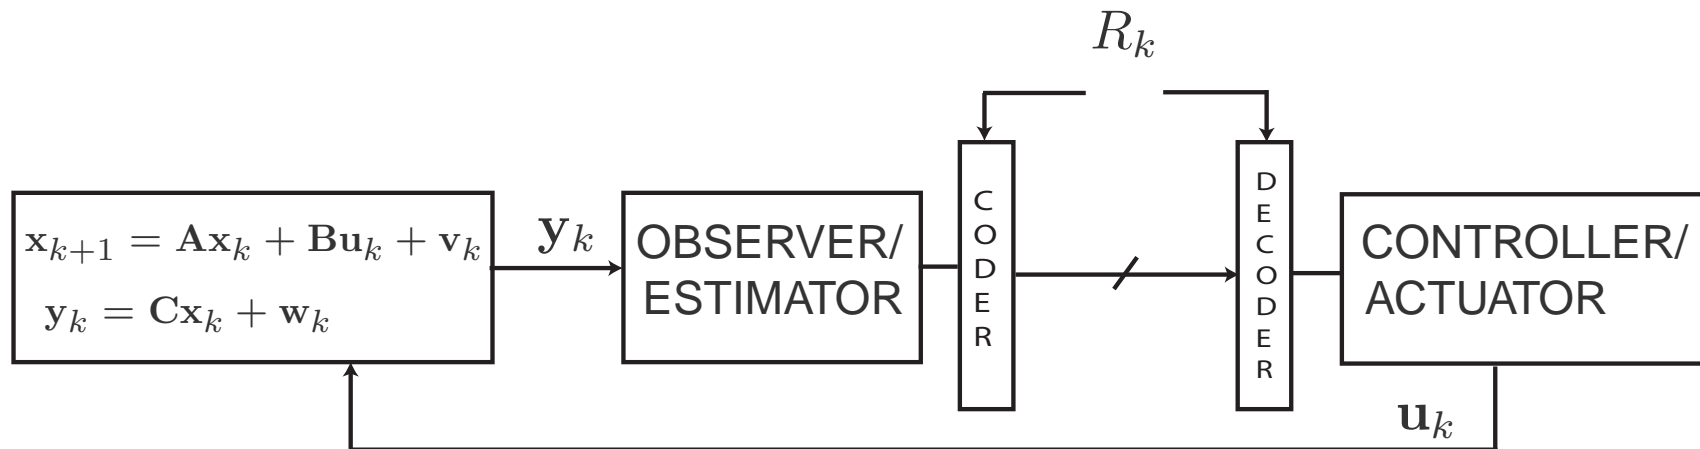 R_k
x_{k+1} = Ax_k + Bu_k + v_k
y_k = Cx_k + w_k
y_k
OBSERVER/
ESTIMATOR
CODER
DECODER
CONTROLLER/
ACTUATOR
u_k